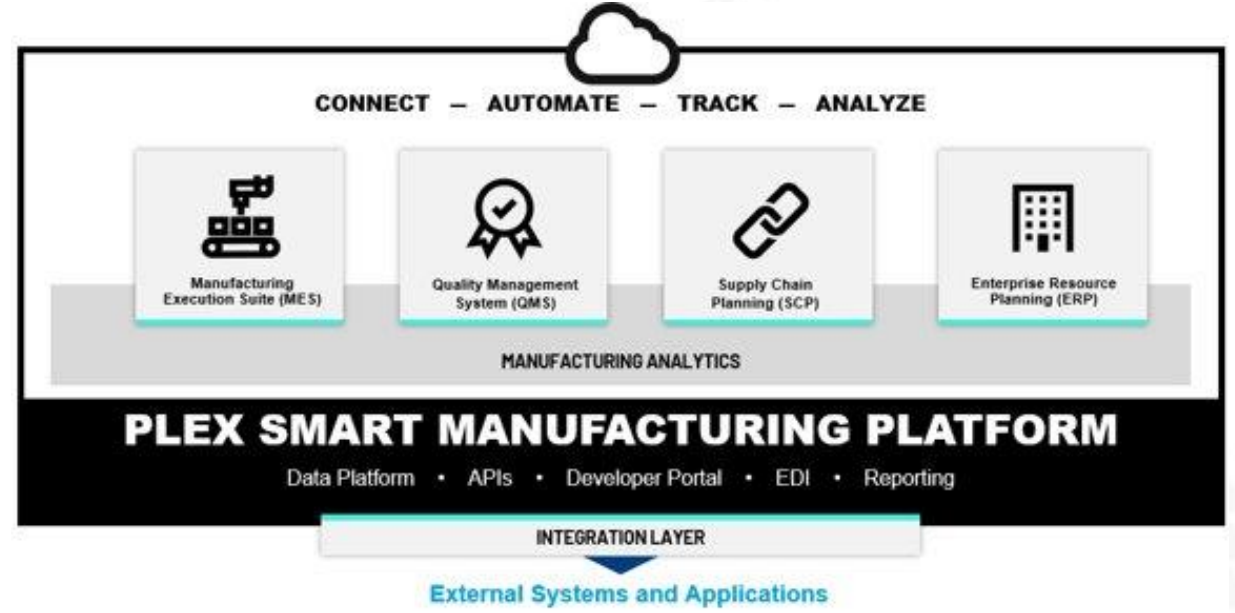 CONNECT – AUTOMATE – TRACK – ANALYZE
Manufacturing
Execution Suite (MES)
Quality Management
System (QMS)
Supply Chain
Planning (SCP)
Enterprise Resource
Planning (ERP)
MANUFACTURING ANALYTICS
PLEX SMART MANUFACTURING PLATFORM
Data Platform • APIs • Developer Portal • EDI • Reporting
INTEGRATION LAYER
External Systems and Applications